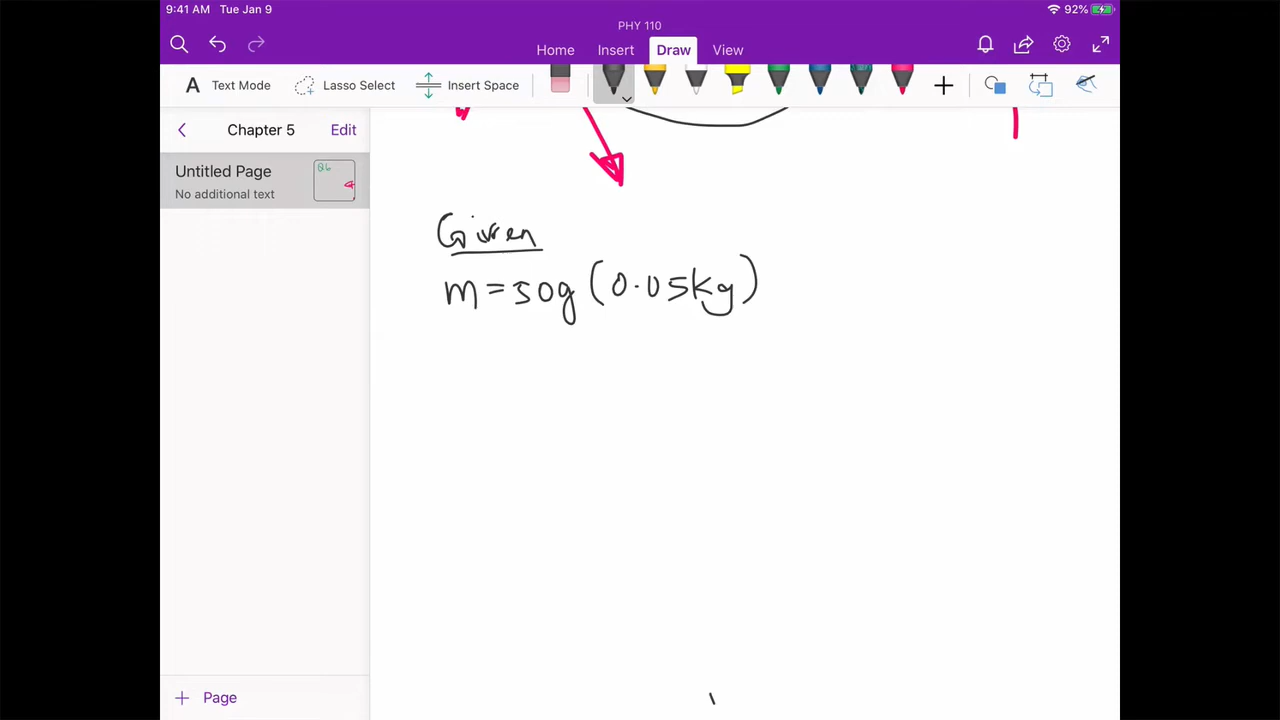 9:41 AM Tue Jan 9
92%
PHY 110
Home Insert Draw View
A Text Mode Lasso Select Insert Space
Chapter 5 Edit
Untitled Page
No additional text
Q6
Given
m = 50g (0.05kg)
+ Page